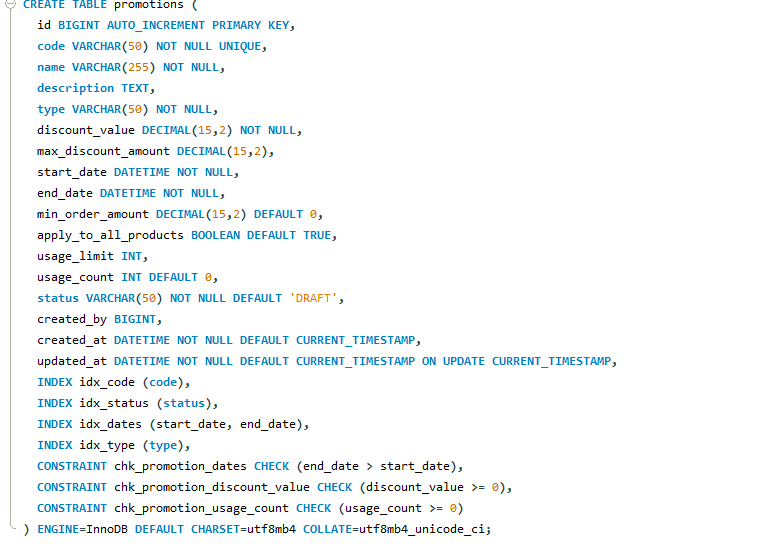 CREATE TABLE promotions (
id BIGINT AUTO_INCREMENT PRIMARY KEY,
code VARCHAR(50) NOT NULL UNIQUE,
name VARCHAR(255) NOT NULL,
description TEXT,
type VARCHAR(50) NOT NULL,
discount_value DECIMAL(15,2) NOT NULL,
max_discount_amount DECIMAL(15,2),
start_date DATETIME NOT NULL,
end_date DATETIME NOT NULL,
min_order_amount DECIMAL(15,2) DEFAULT 0,
apply_to_all_products BOOLEAN DEFAULT TRUE,
usage_limit INT,
usage_count INT DEFAULT 0,
status VARCHAR(50) NOT NULL DEFAULT 'DRAFT',
created_by BIGINT,
created_at DATETIME NOT NULL DEFAULT CURRENT_TIMESTAMP,
updated_at DATETIME NOT NULL DEFAULT CURRENT_TIMESTAMP ON UPDATE CURRENT_TIMESTAMP,
INDEX idx_code (code),
INDEX idx_status (status),
INDEX idx_dates (start_date, end_date),
INDEX idx_type (type),
CONSTRAINT chk_promotion_dates CHECK (end_date > start_date),
CONSTRAINT chk_promotion_discount_value CHECK (discount_value >= 0),
CONSTRAINT chk_promotion_usage_count CHECK (usage_count >= 0)
) ENGINE=InnoDB DEFAULT CHARSET=utf8mb4 COLLATE=utf8mb4_unicode_ci;